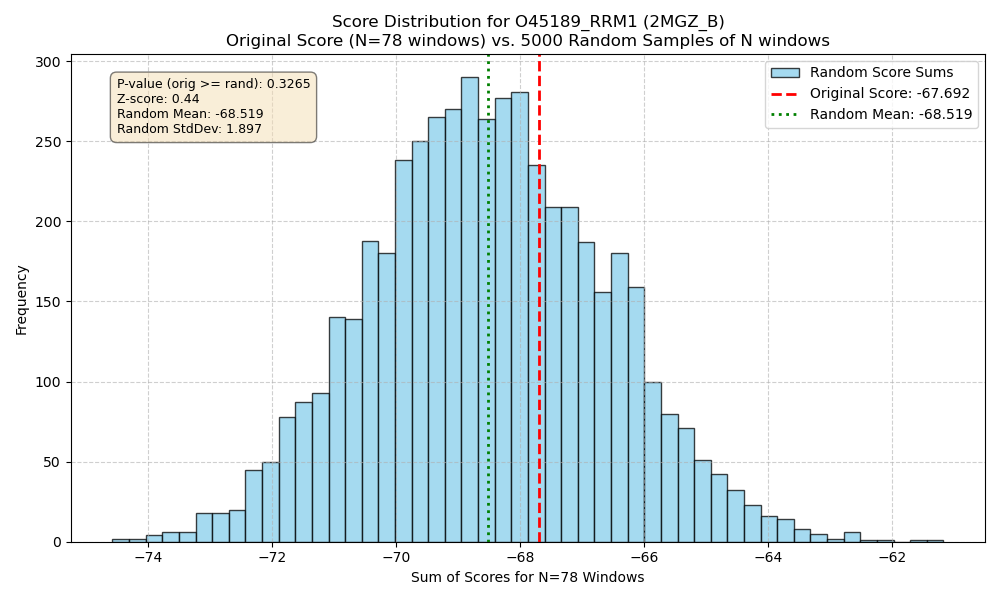 Score Distribution for O45189_RRM1 (2MGZ_B)
Original Score (N=78 windows) vs. 5000 Random Samples of N windows
P-value (orig >= rand): 0.3265
Z-score: 0.44
Random Mean: -68.519
Random StdDev: 1.897
Random Score Sums
Original Score: -67.692
Random Mean: -68.519
Frequency
300
250
200
150
100
50
0
−74
−72
−70
−68
−66
−64
−62
Sum of Scores for N=78 Windows